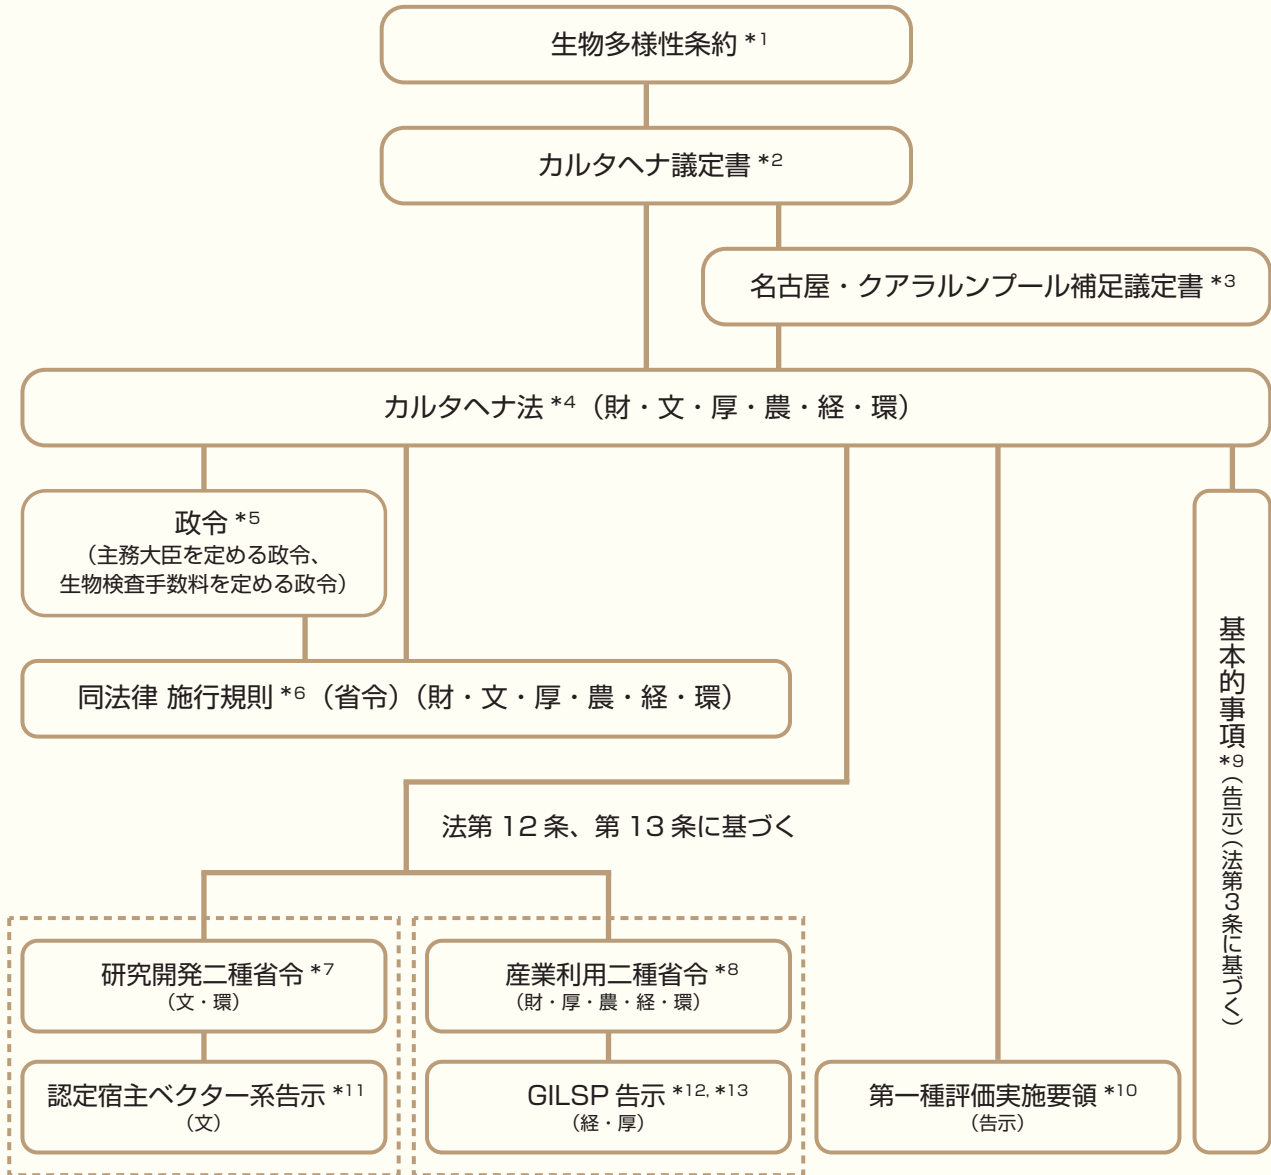 生物多様性条約 *1
カルタヘナ議定書 *2
名古屋・クアラルンプール補足議定書 *3
カルタヘナ法 *4（財・文・厚・農・経・環）
政令 *5
（主務大臣を定める政令、
生物検査手数料を定める政令）
同法律 施行規則 *6（省令）（財・文・厚・農・経・環）
基本的事項 *9（告示）（法第3条に基づく）
法第 12 条、第 13 条に基づく
研究開発二種省令 *7
（文・環）
産業利用二種省令 *8
（財・厚・農・経・環）
認定宿主ベクター系告示 *11
（文）
GILSP 告示 *12, *13
（経・厚）
第一種評価実施要領 *10
（告示）